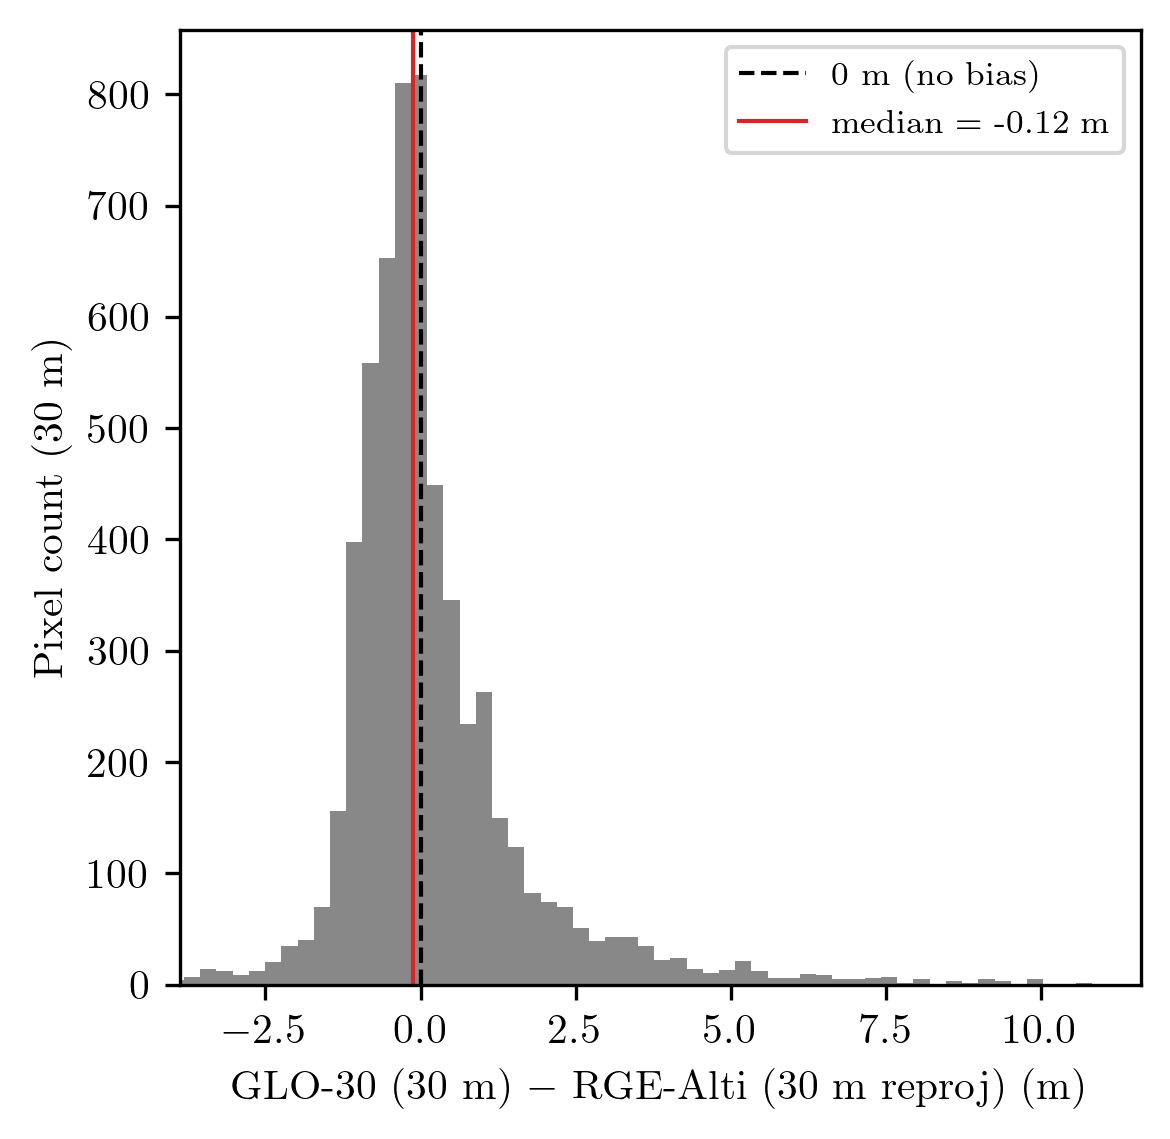 0 m (no bias)
median = -0.12 m
800
700
600
500
400
300
200
100
0
Pixel count (30 m)
−2.5 0.0 2.5 5.0 7.5 10.0
GLO-30 (30 m) − RGE-Alti (30 m reproj) (m)